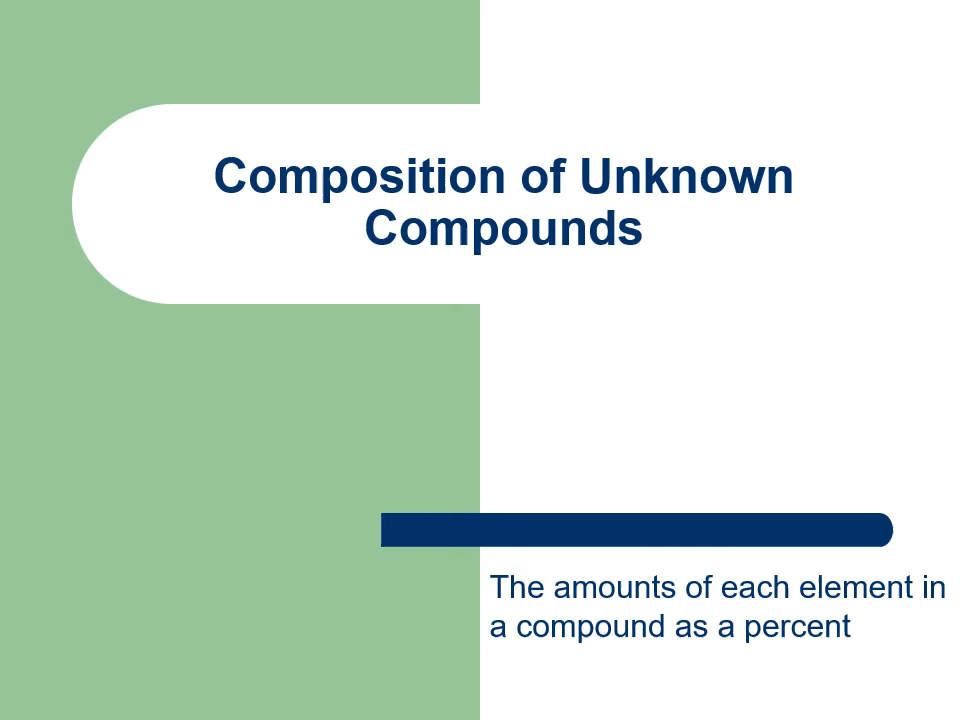 Composition of Unknown
Compounds
The amounts of each element in
a compound as a percent